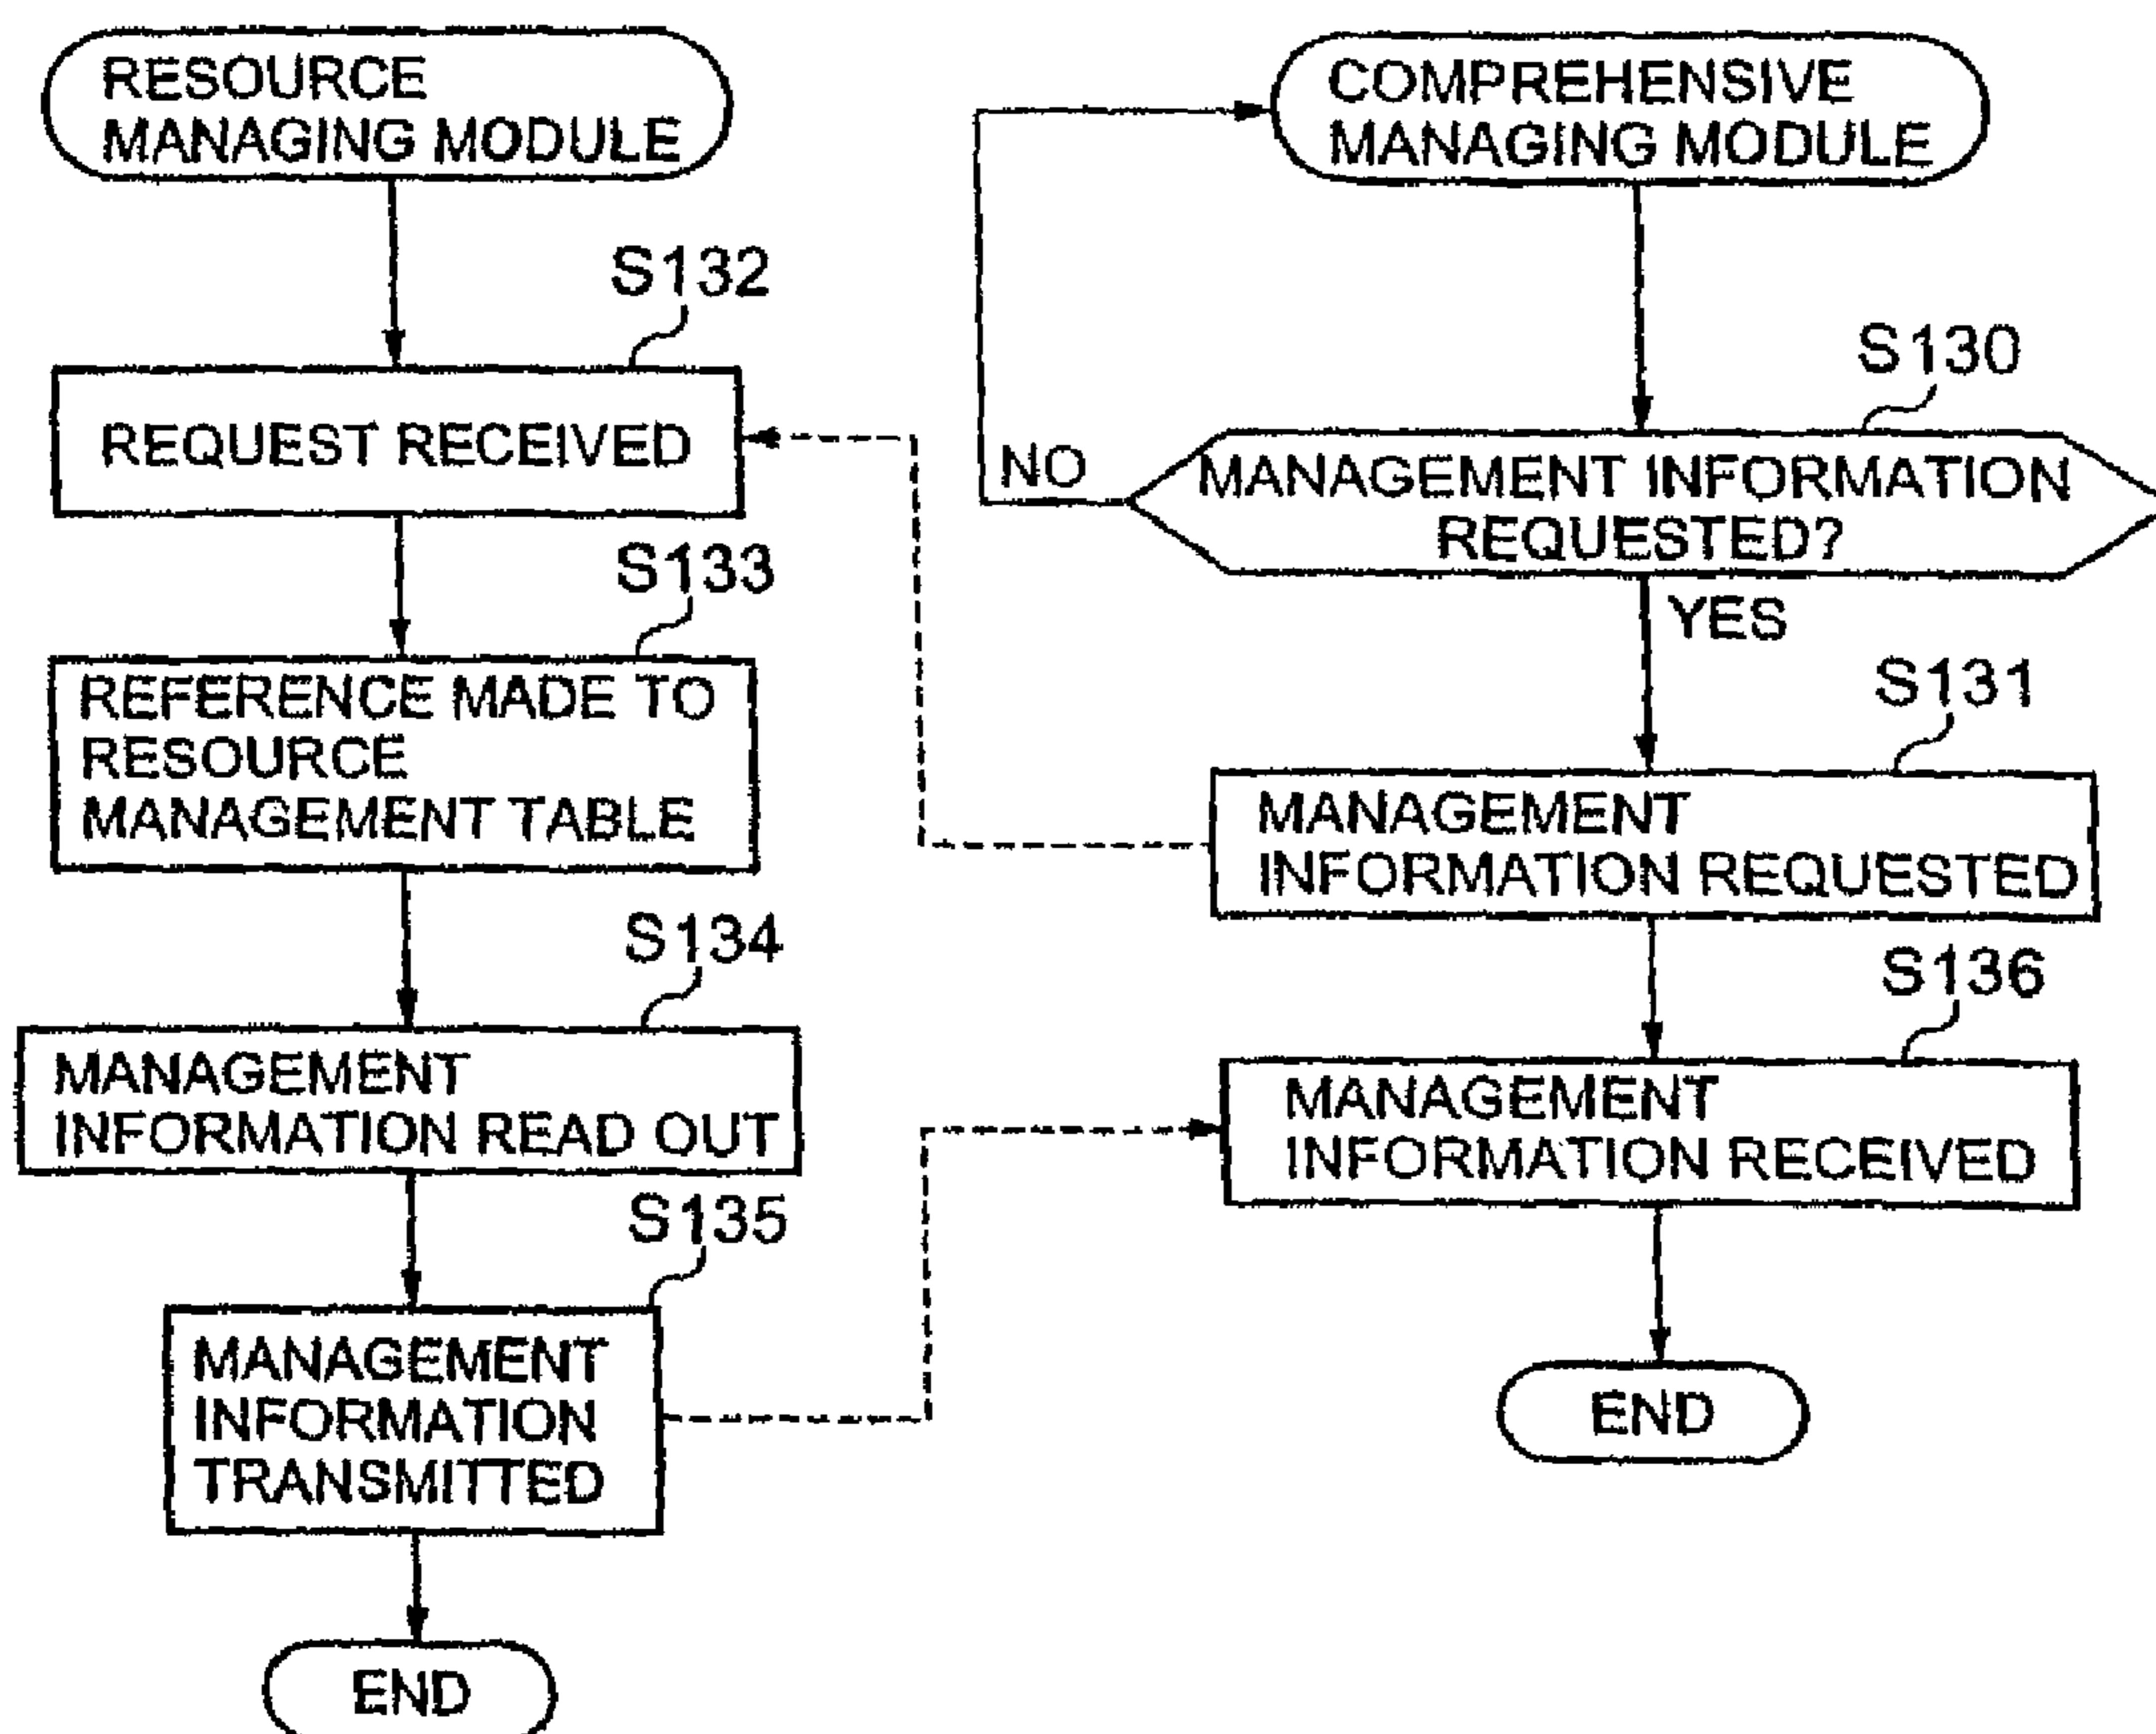 RESOURCE
MANAGING MODULE
S132
REQUEST RECEIVED
S133
REFERENCE MADE TO
RESOURCE
MANAGEMENT TABLE
S134
MANAGEMENT
INFORMATION READ OUT
S135
MANAGEMENT
INFORMATION
TRANSMITTED
END
COMPREHENSIVE
MANAGING MODULE
S130
NO
MANAGEMENT INFORMATION
REQUESTED?
YES
S131
MANAGEMENT
INFORMATION REQUESTED
S136
MANAGEMENT
INFORMATION RECEIVED
END